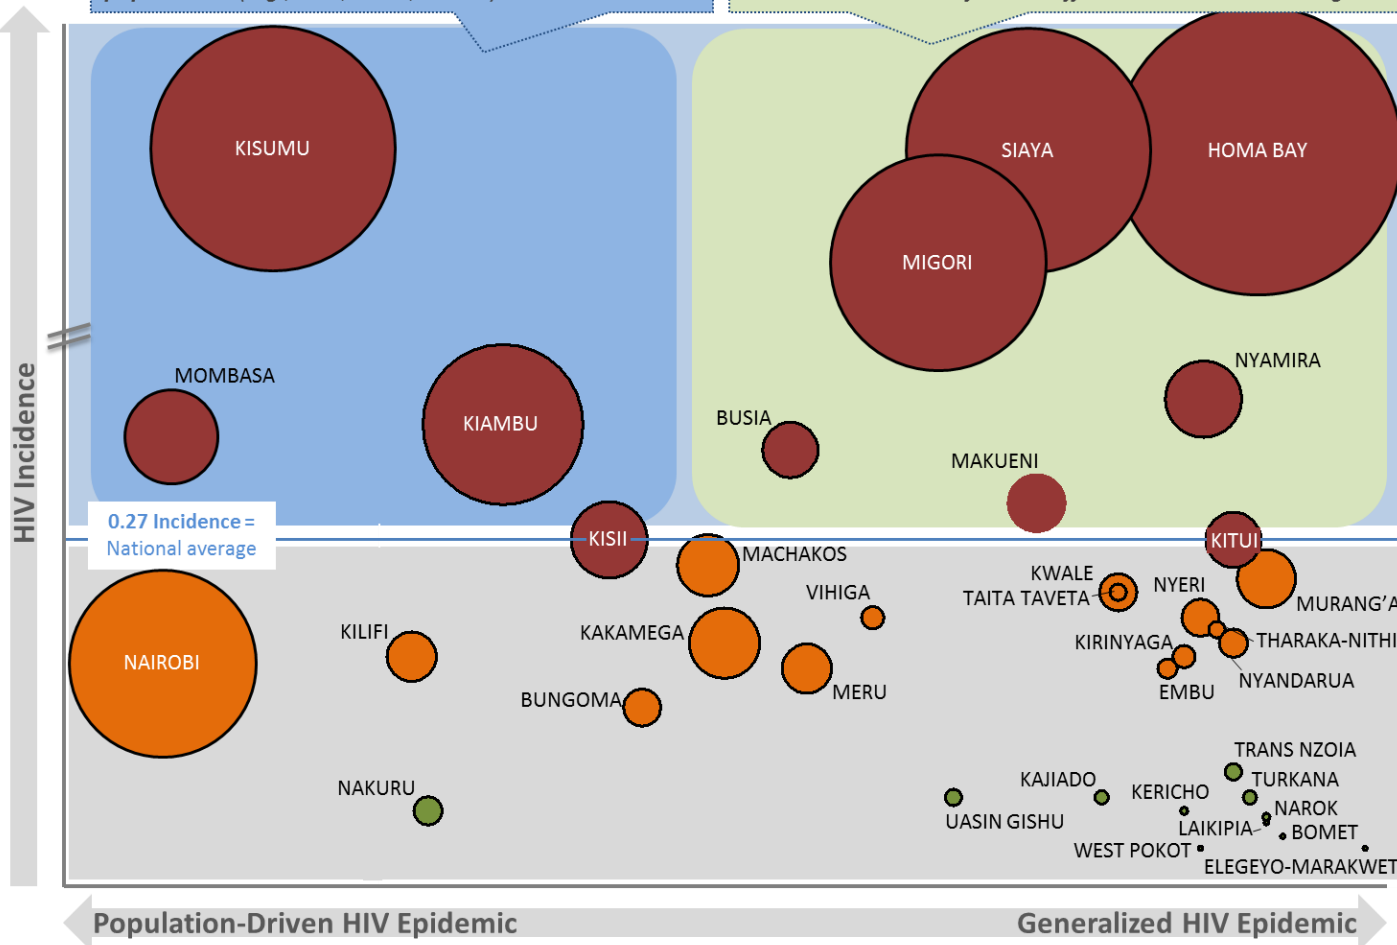 KISUMU
SIAYA
HOMA BAY
MIGORI
MOMBASA
NYAMIRA
KIAMBU
BUSIA
MAKUENI
HIV Incidence
0.27 Incidence =
National average
KISII
KITUI
MACHAKOS
KWALE
NYERI
VIHIGA
TAITA TAVETA
MURANG'A
KILIFI
KAKAMEGA
KIRINYAGA
THARAKA-NITHI
NAIROBI
NYANDARUA
BUNGOMA
MERU
EMBU
TRANS NZOIA
NAKURU
KAJIADO
TURKANA
KERICHO
NAROK
UASIN GISHU
LAIKIPIA
BOMET
WEST POKOT
ELEGEYO-MARAKWET
Population-Driven HIV Epidemic
Generalized HIV Epidemic